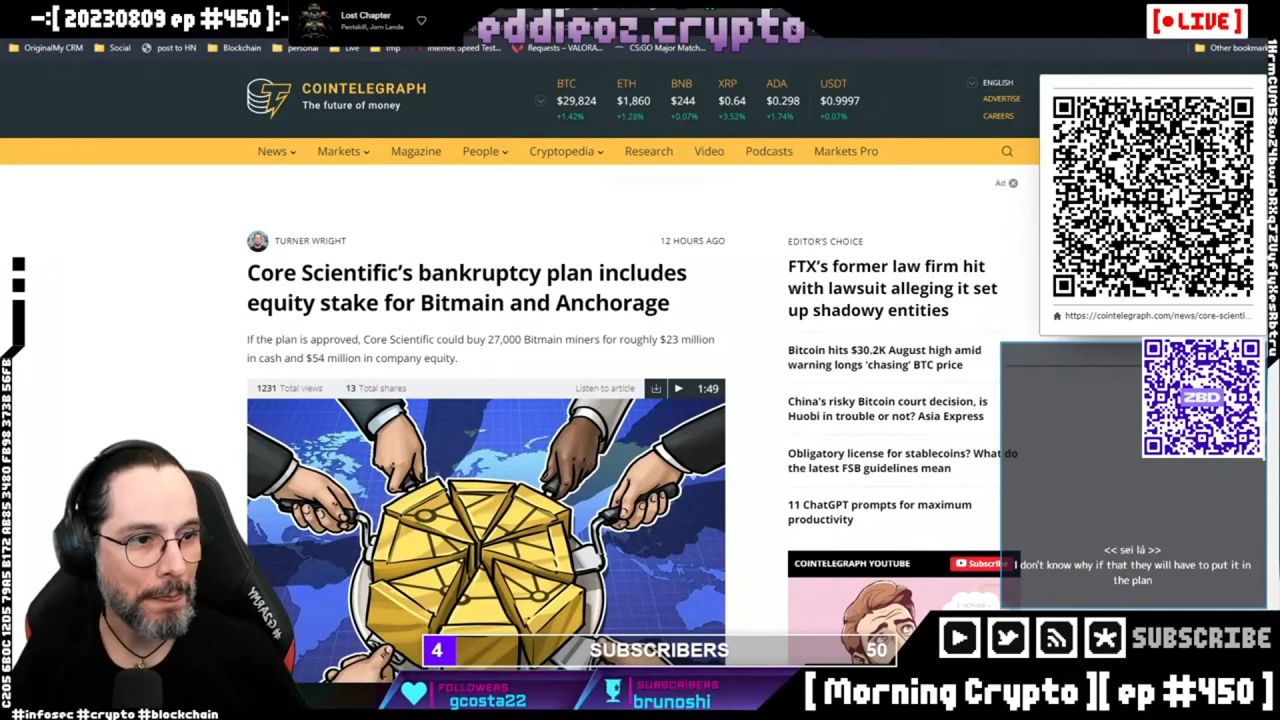 -:[ 20230809 ep #450 ]:-
Lost Chapter
Pentakill, Jorn Lande
eddieoz.crypto
[ • LIVE ]
OriginalMy CRM
Social
post to HN
Blockchain
personal
Live
tmp
Internet Speed Test...
Requests – VALORA...
CS:GO Major Match...
Other bookmark
COINTELEGRAPH
The future of money
BTC
ETH
BNB
XRP
ADA
USDT
$29,824
$1,860
$244
$0.64
$0.298
$0.9997
+1.42%
+1.28%
+0.07%
+3.52%
+1.74%
+0.07%
ENGLISH
ADVERTISE
CAREERS
News
Markets
Magazine
People
Cryptopedia
Research
Video
Podcasts
Markets Pro
Ad
TURNER WRIGHT
12 HOURS AGO
Core Scientific’s bankruptcy plan includes
equity stake for Bitmain and Anchorage
If the plan is approved, Core Scientific could buy 27,000 Bitmain miners for roughly $23 million
in cash and $54 million in company equity.
1231 Total views
13 Total shares
Listen to article
1:49
EDITOR’S CHOICE
FTX’s former law firm hit
with lawsuit alleging it set
up shadowy entities
Bitcoin hits $30.2K August high amid
warning longs ‘chasing’ BTC price
China’s risky Bitcoin court decision, is
Huobi in trouble or not? Asia Express
Obligatory license for stablecoins? What do
the latest FSB guidelines mean
11 ChatGPT prompts for maximum
productivity
COINTELEGRAPH YOUTUBE
Subscribe
https://cointelegraph.com/news/core-scienti...
ZBD
<< sei lá >>
I don't know why if that they will have to put it in
the plan
4
SUBSCRIBERS
50
FOLLOWERS
gcosta22
SUBSCRIBERS
brunoshi
SUBSCRIBE
[ Morning Crypto ][ ep #450 ]
#infosec #crypto #blockchain